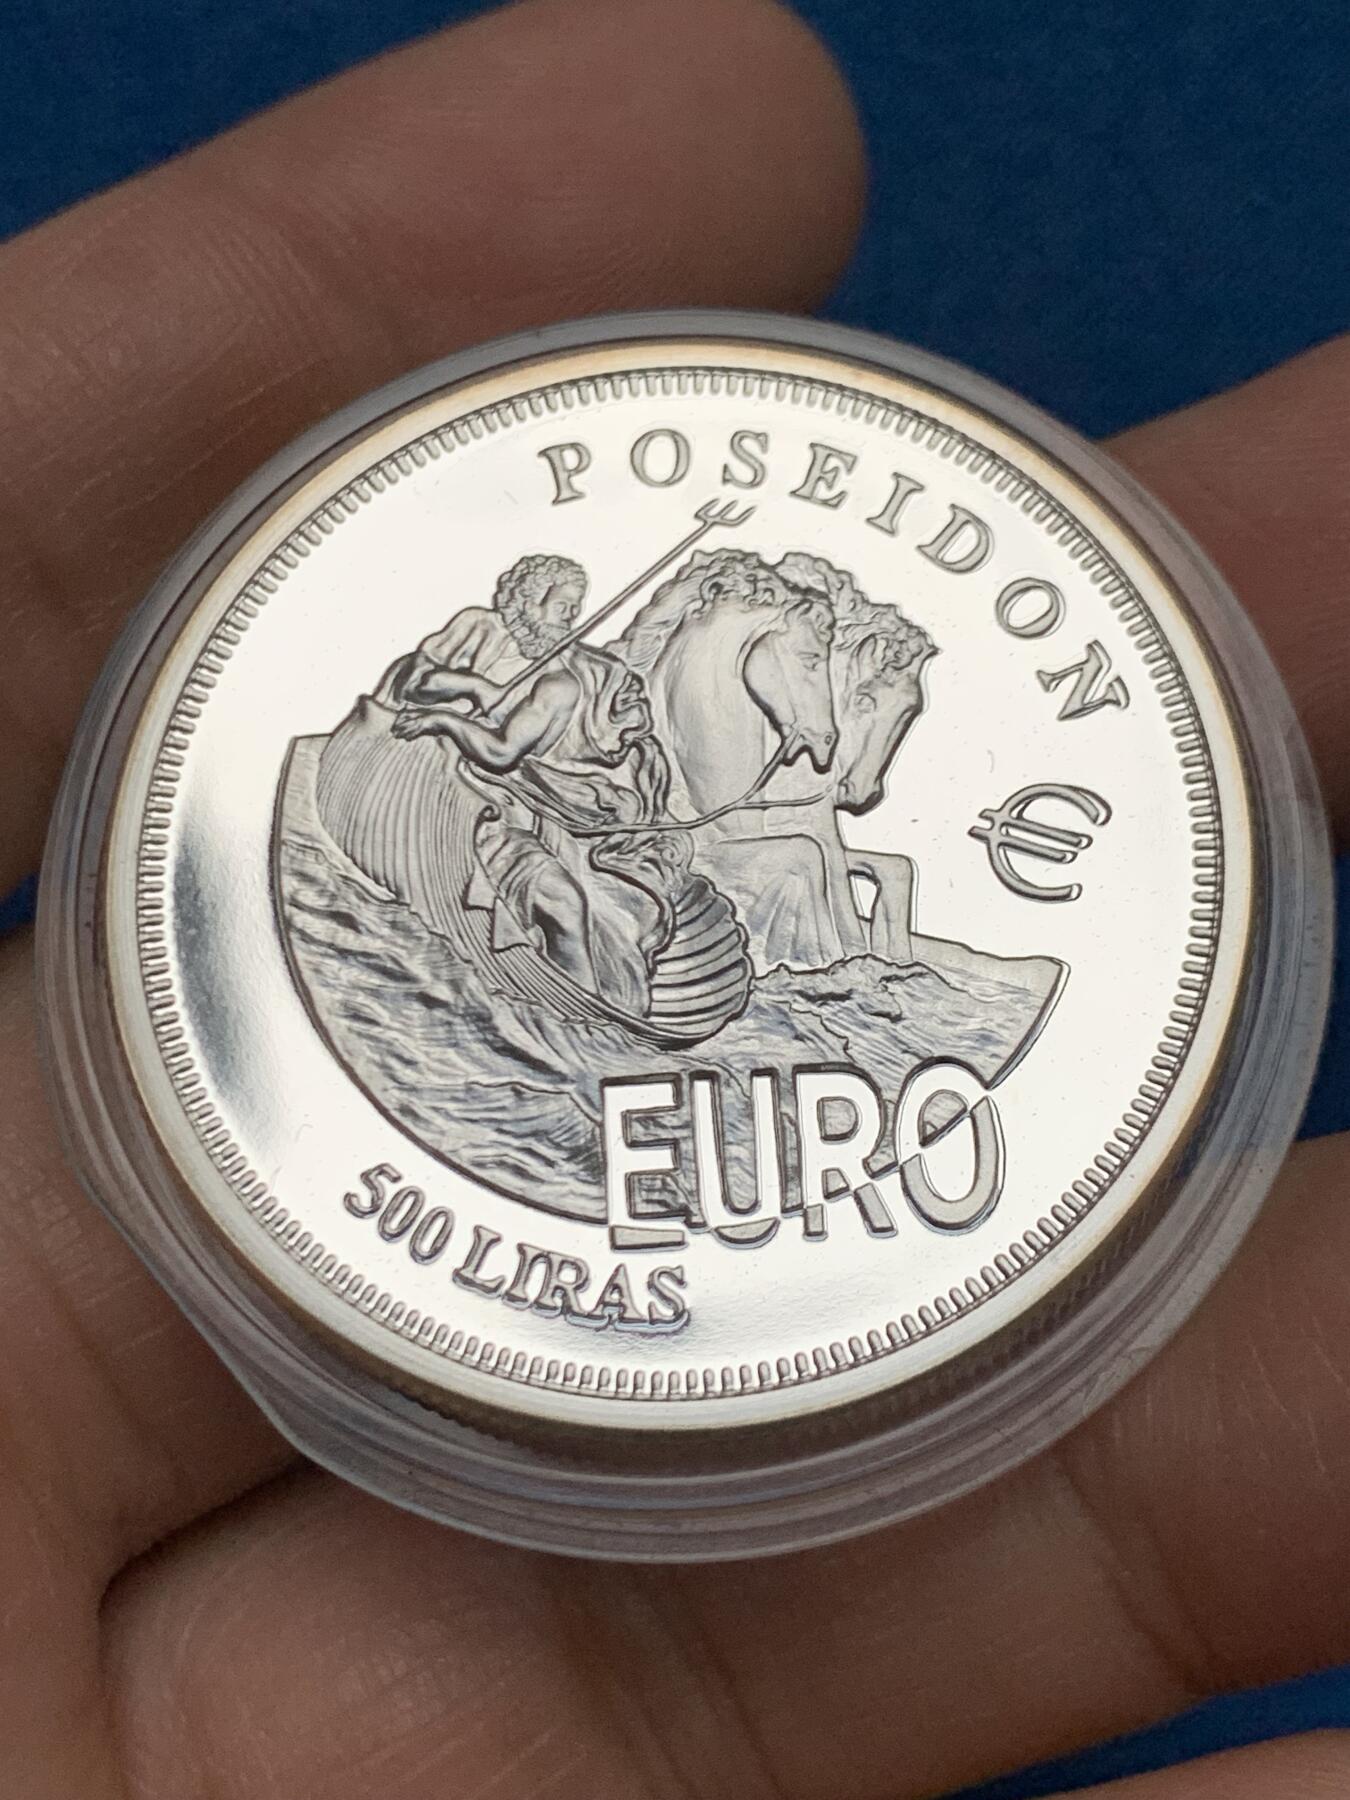 POSEIDON
€
EURO
500 LIRAS